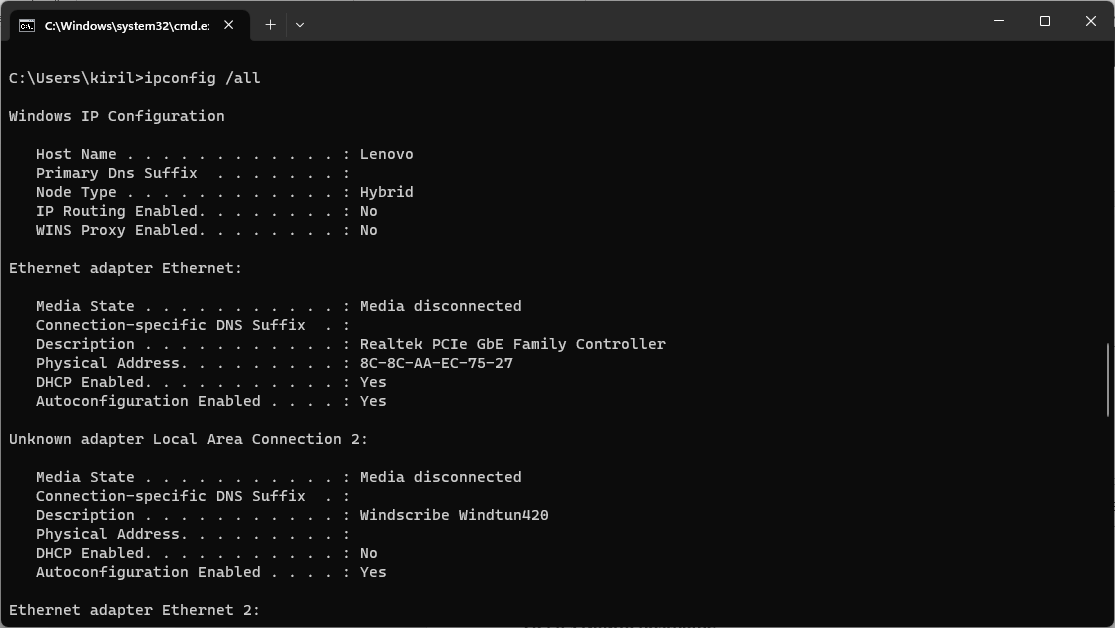 C:\Windows\system32\cmd.e
C:\Users\kiril>ipconfig /all
Windows IP Configuration
Host Name . . . . . . . . . . . . : Lenovo
Primary Dns Suffix  . . . . . . . :
Node Type . . . . . . . . . . . . : Hybrid
IP Routing Enabled. . . . . . . . : No
WINS Proxy Enabled. . . . . . . . : No
Ethernet adapter Ethernet:
Media State . . . . . . . . . . . : Media disconnected
Connection-specific DNS Suffix  . :
Description . . . . . . . . . . . : Realtek PCIe GbE Family Controller
Physical Address. . . . . . . . . : 8C-8C-AA-EC-75-27
DHCP Enabled. . . . . . . . . . . : Yes
Autoconfiguration Enabled . . . . : Yes
Unknown adapter Local Area Connection 2:
Media State . . . . . . . . . . . : Media disconnected
Connection-specific DNS Suffix  . :
Description . . . . . . . . . . . : Windscribe Windtun420
Physical Address. . . . . . . . . :
DHCP Enabled. . . . . . . . . . . : No
Autoconfiguration Enabled . . . . : Yes
Ethernet adapter Ethernet 2: